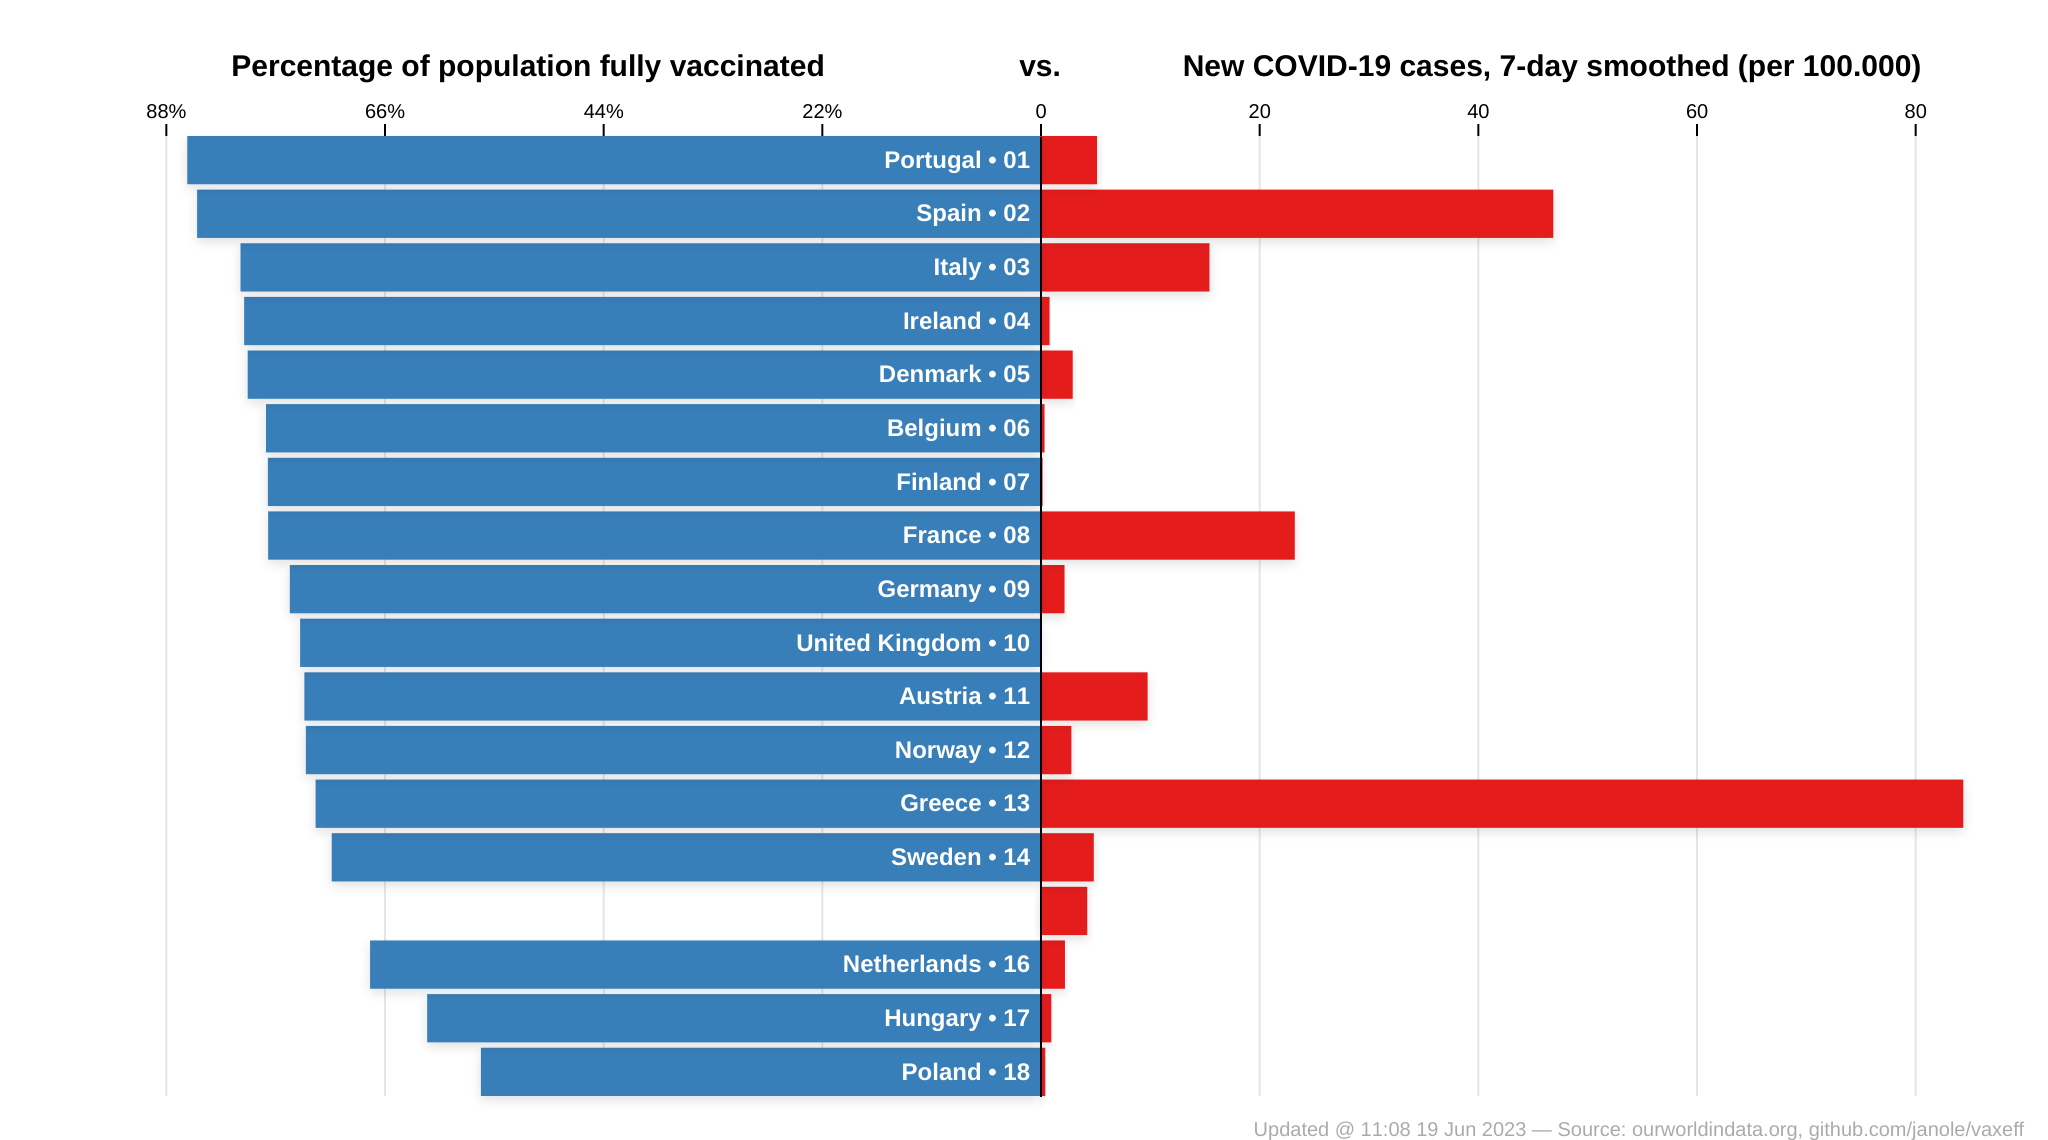 Percentage of population fully vaccinated vs. New COVID-19 cases, 7-day smoothed (per 100.000)
88% 66% 44% 22% 0 20 40 60 80
Portugal • 01
Spain • 02
Italy • 03
Ireland • 04
Denmark • 05
Belgium • 06
Finland • 07
France • 08
Germany • 09
United Kingdom • 10
Austria • 11
Norway • 12
Greece • 13
Sweden • 14
Netherlands • 16
Hungary • 17
Poland • 18
Updated @ 11:08 19 Jun 2023 — Source: ourworldindata.org, github.com/janole/vaxeff